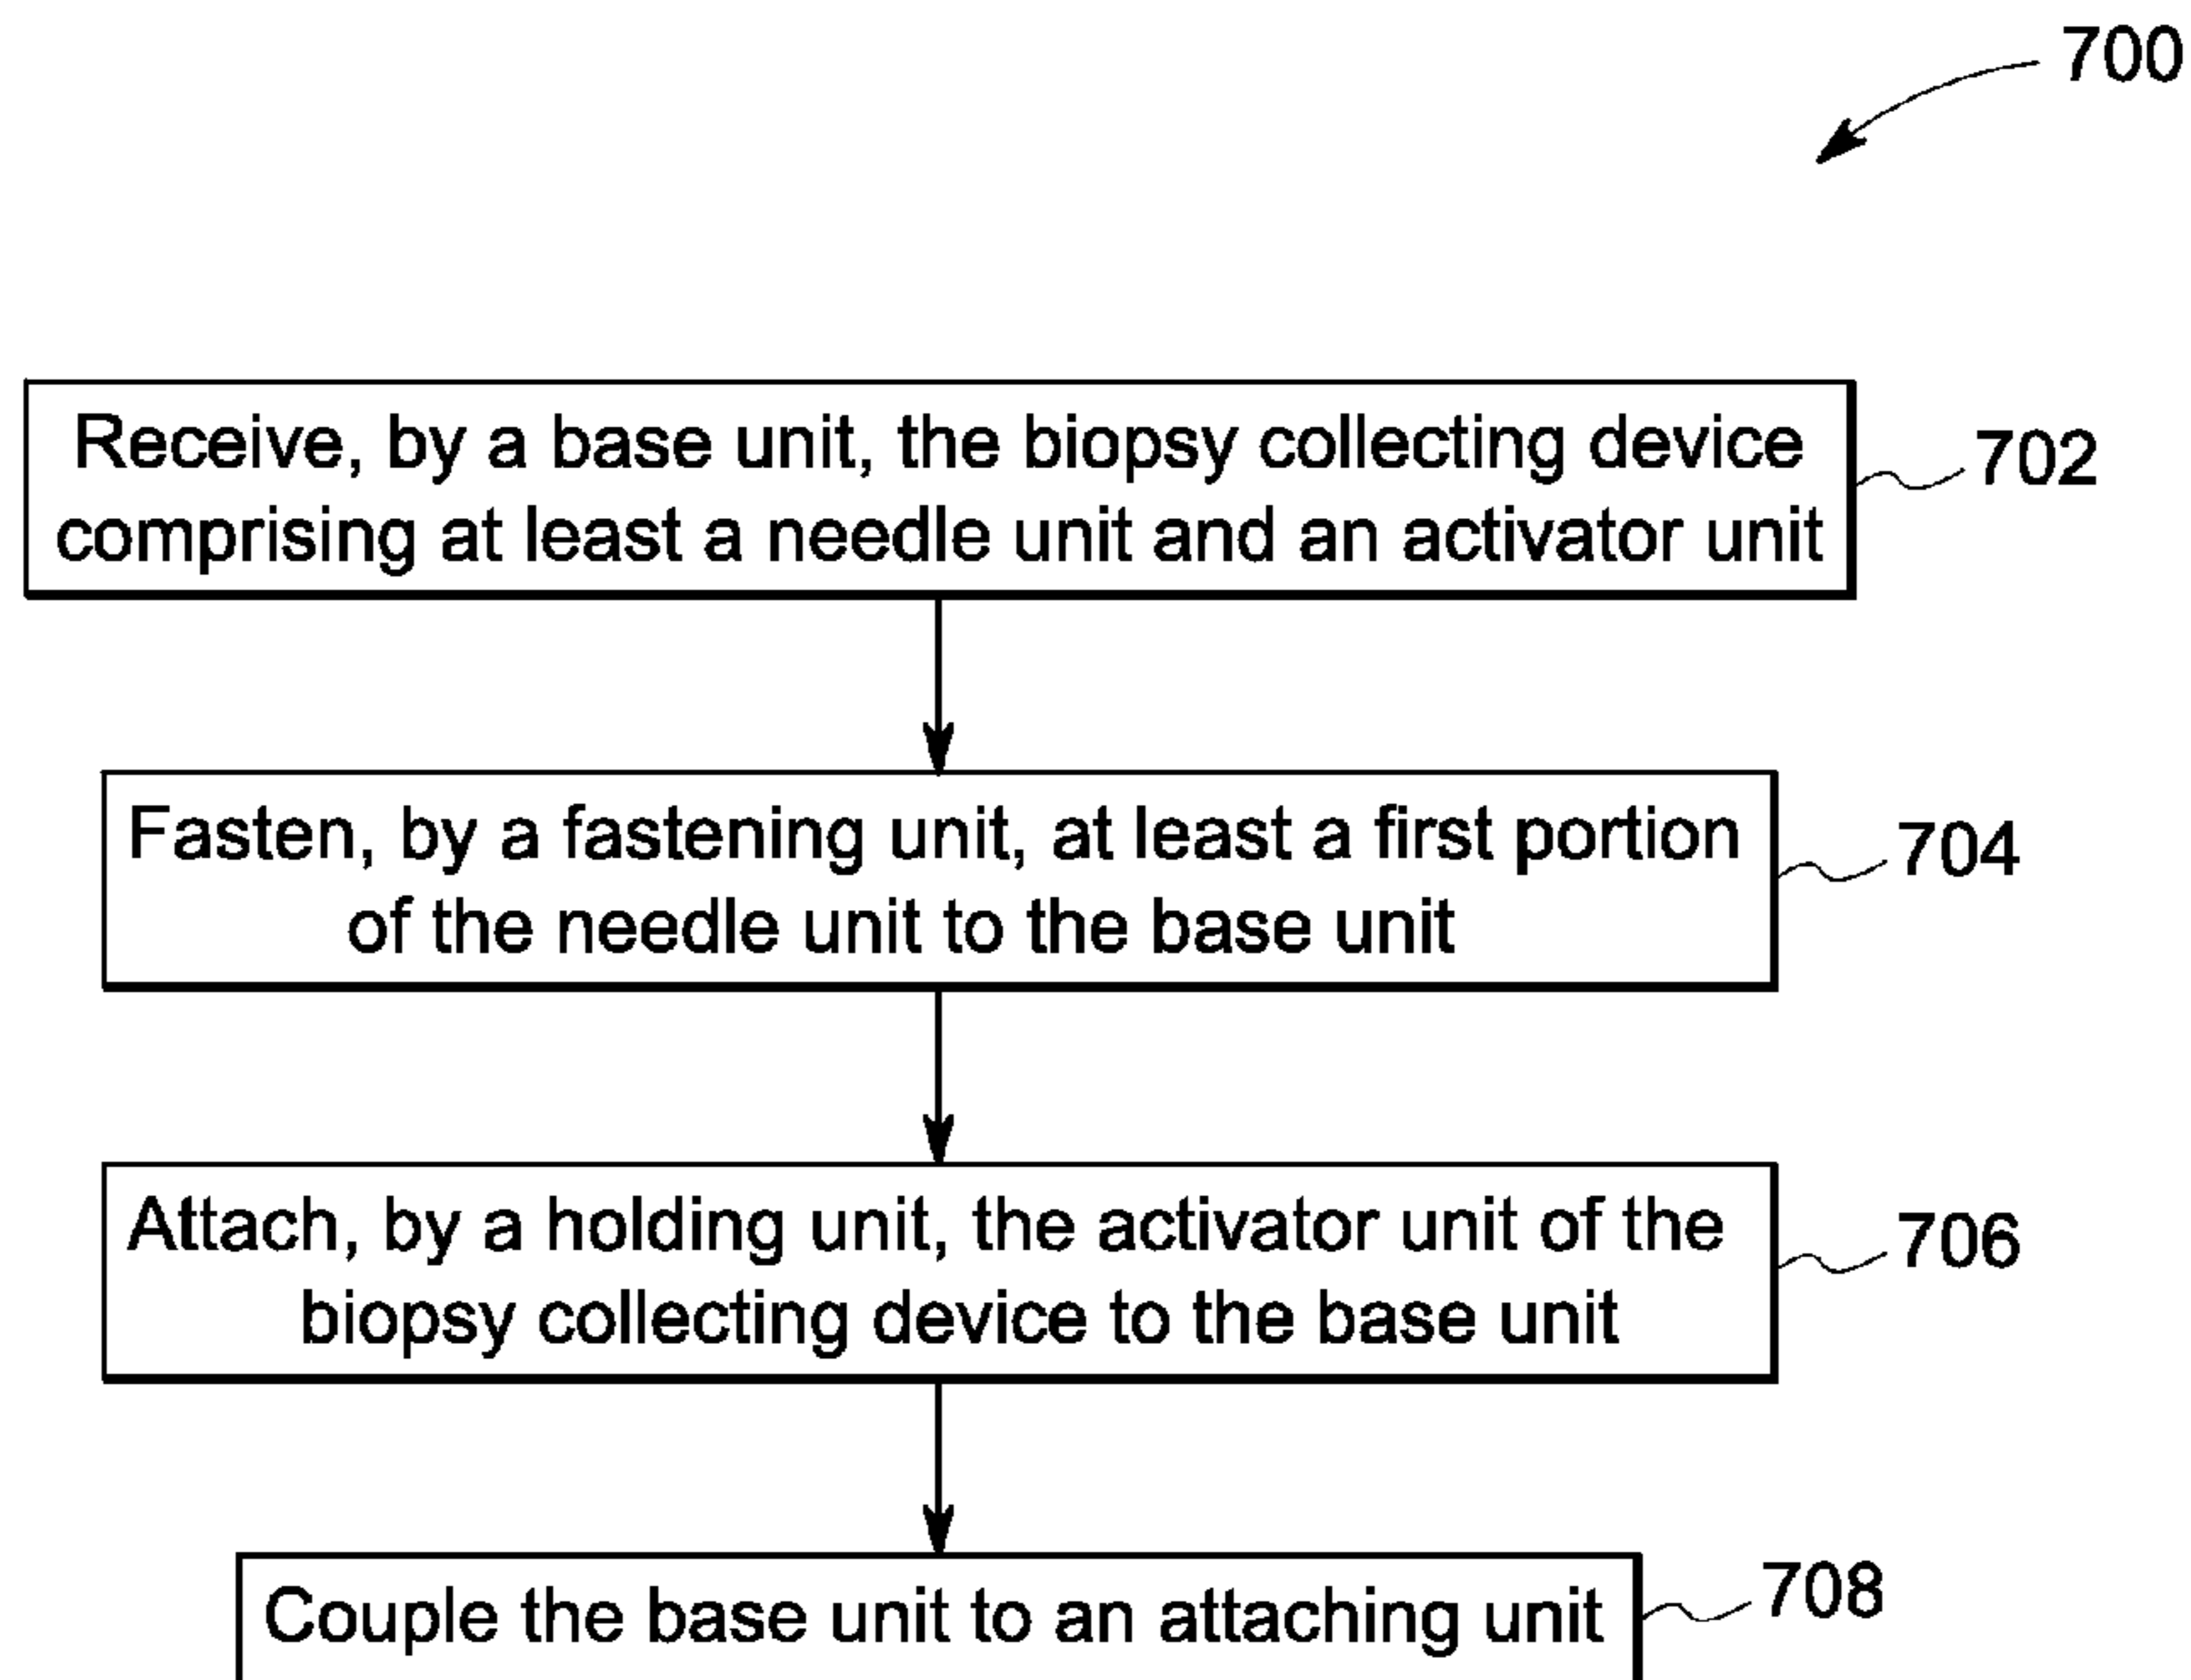 700
Receive, by a base unit, the biopsy collecting device
comprising at least a needle unit and an activator unit
702
Fasten, by a fastening unit, at least a first portion
of the needle unit to the base unit
704
Attach, by a holding unit, the activator unit of the
biopsy collecting device to the base unit
706
Couple the base unit to an attaching unit
708